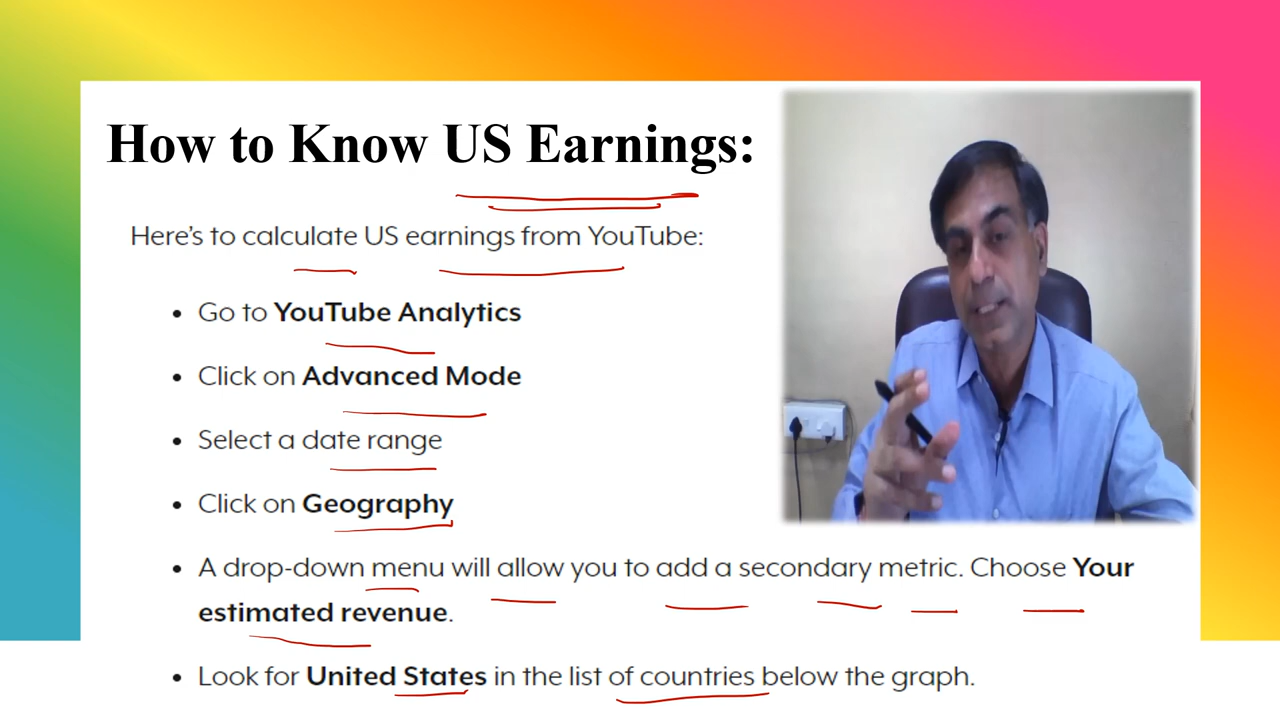 How to Know US Earnings:
Here's to calculate US earnings from YouTube:
• Go to YouTube Analytics
• Click on Advanced Mode
• Select a date range
• Click on Geography
• A drop-down menu will allow you to add a secondary metric. Choose Your
estimated revenue.
• Look for United States in the list of countries below the graph.